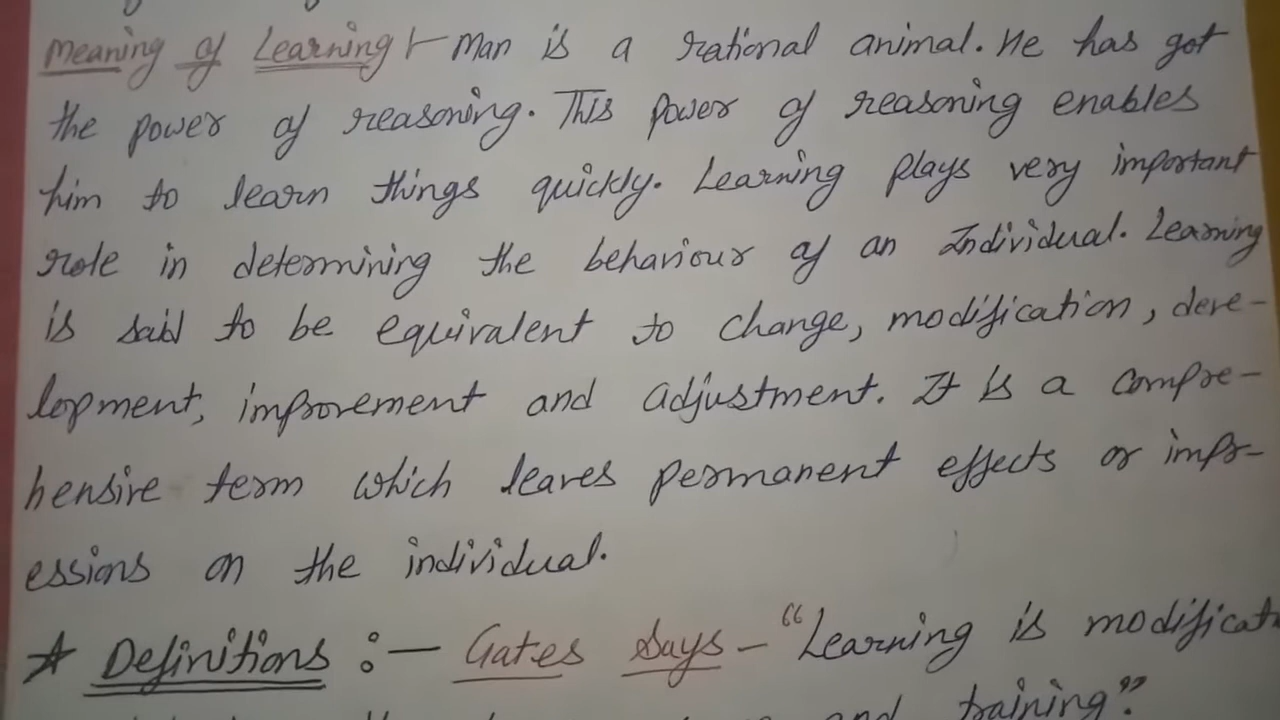 Meaning of Learning :- Man is a rational animal. He has got
the power of reasoning. This power of reasoning enables
him to learn things quickly. Learning plays very important
role in determining the behaviour of an Individual. Learning
is said to be equivalent to change, modification, deve-
lopment, improvement and adjustment. It is a compre-
hensive term which leaves permanent effects or impr-
essions on the individual.
★ Definitions :- Gates Says - "Learning is modificat
and training".